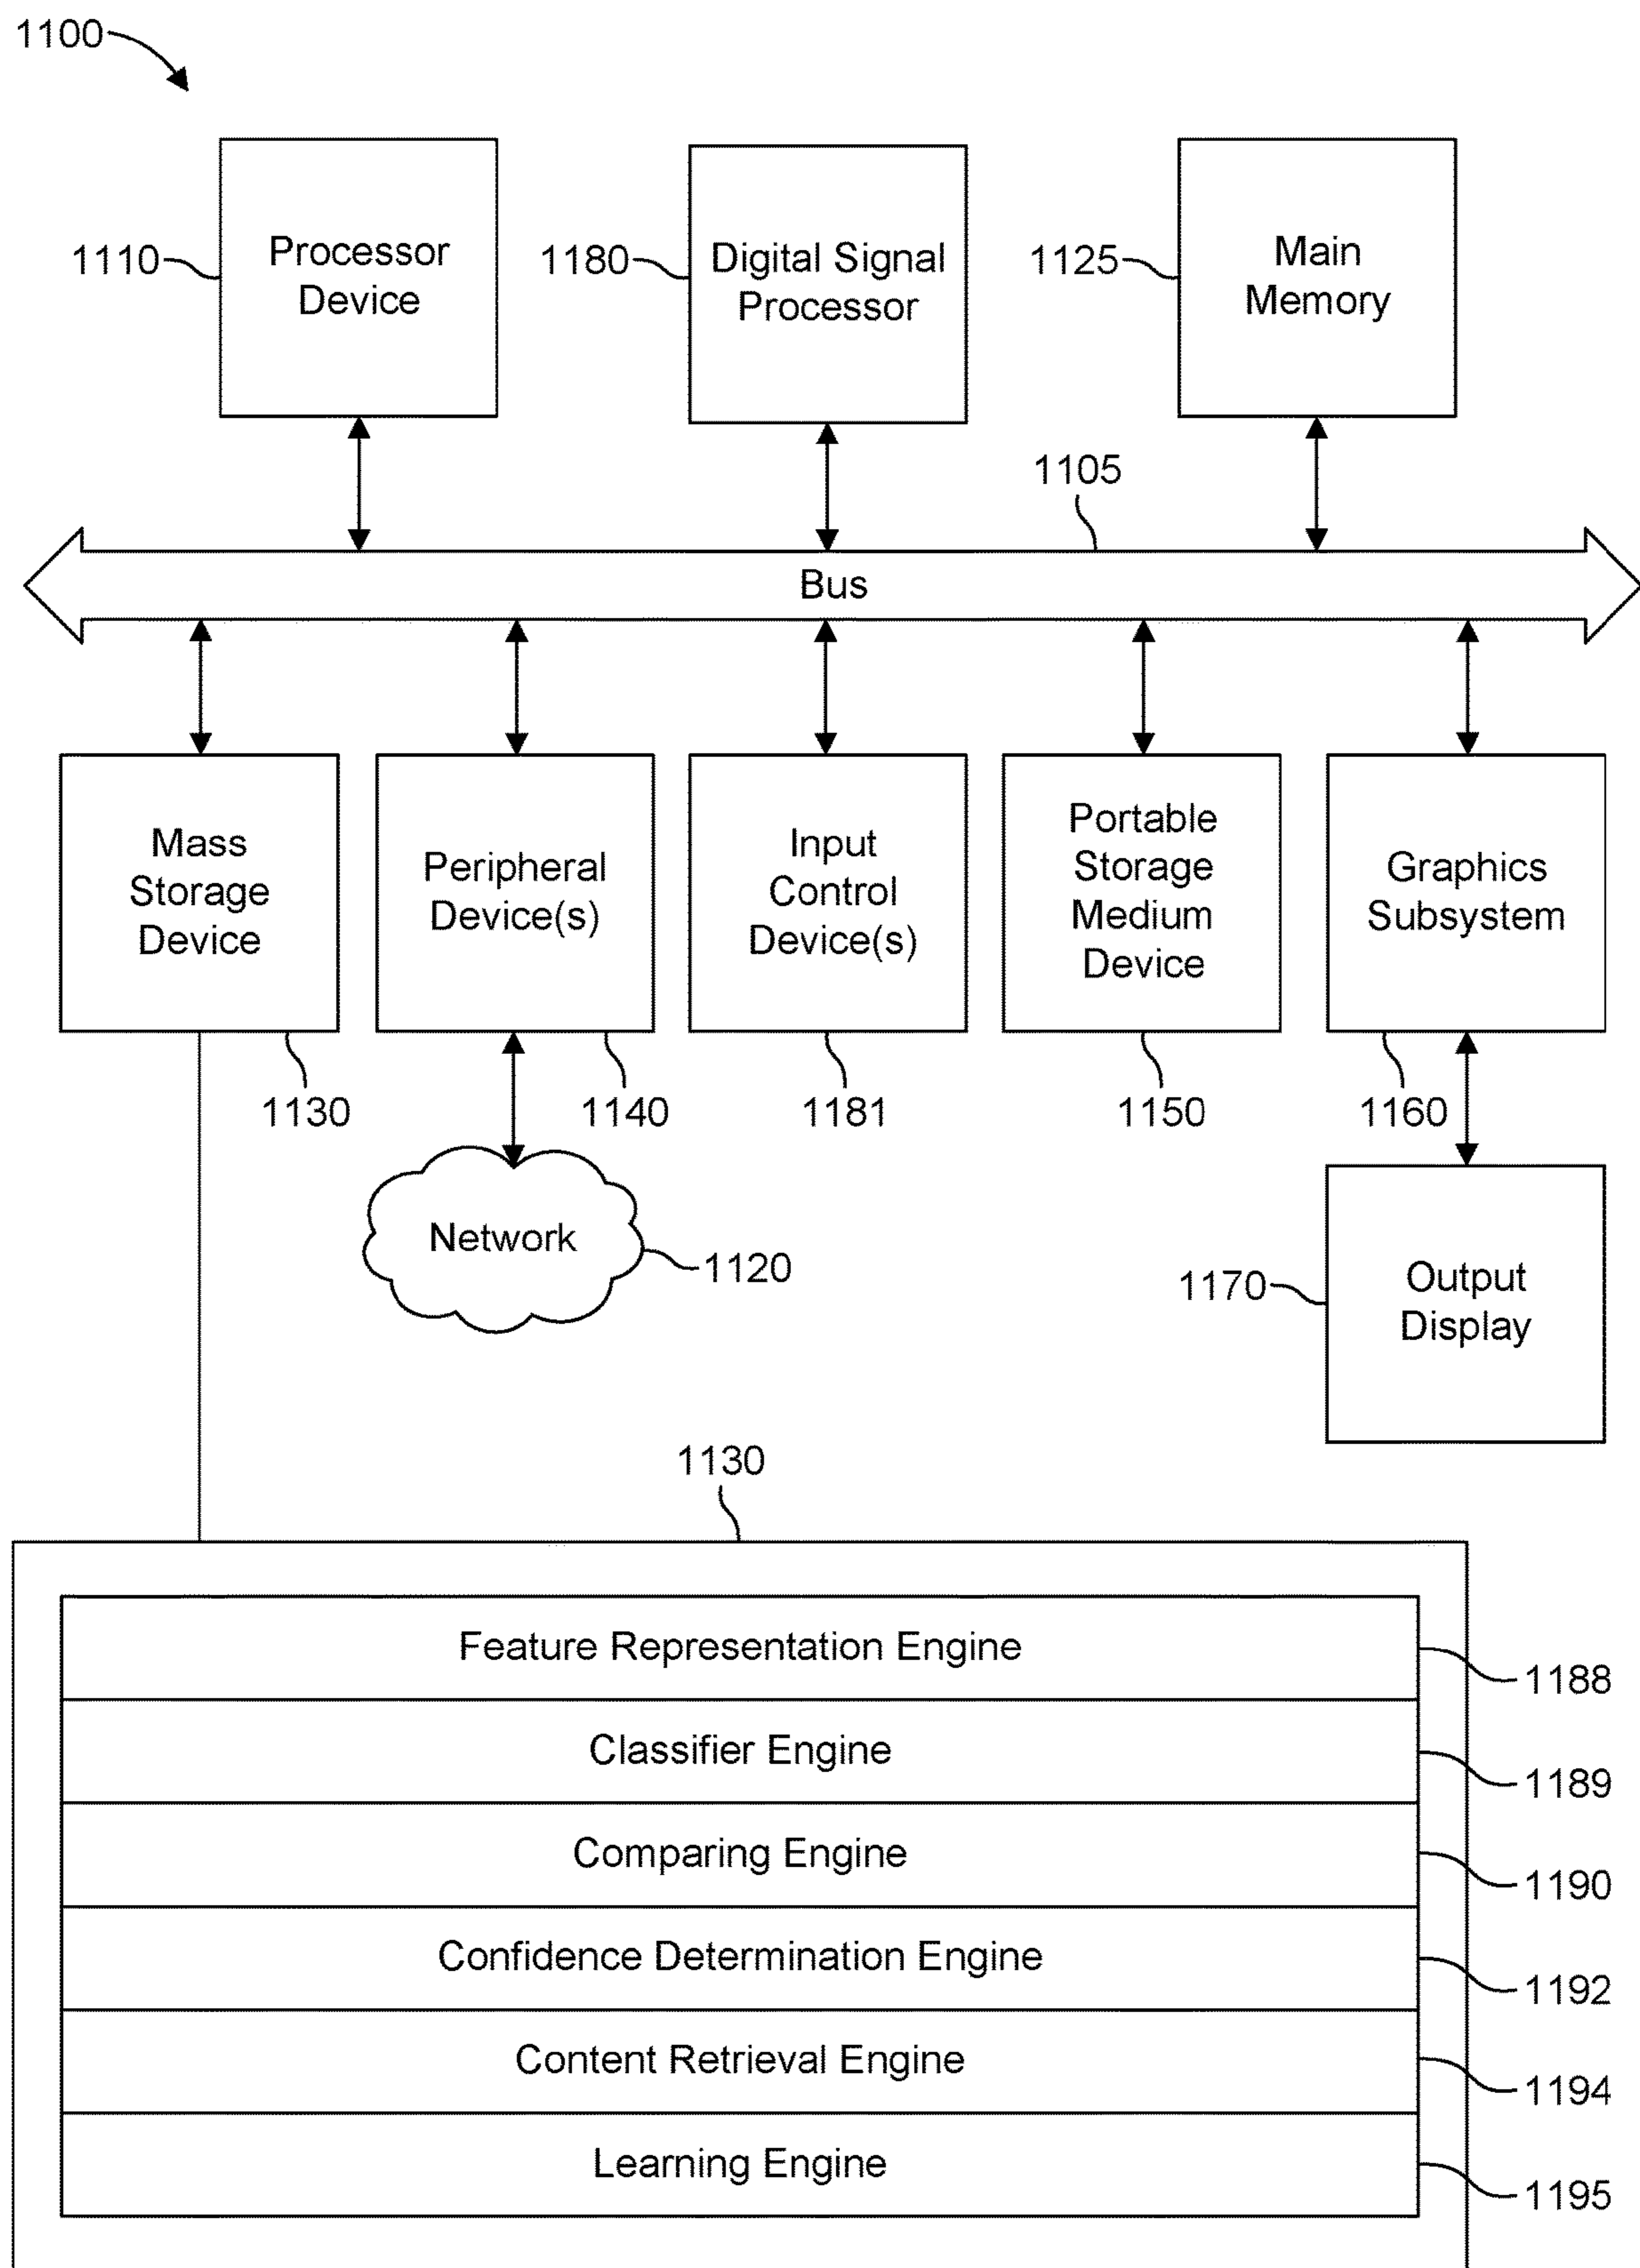 1100
1110
Processor
Device
1180
Digital Signal
Processor
1125
Main
Memory
1105
Bus
Mass
Storage
Device
Peripheral
Device(s)
Input
Control
Device(s)
Portable
Storage
Medium
Device
Graphics
Subsystem
1130
1140
1181
1150
1160
Network
1120
1170
Output
Display
1130
Feature Representation Engine
1188
Classifier Engine
1189
Comparing Engine
1190
Confidence Determination Engine
1192
Content Retrieval Engine
1194
Learning Engine
1195